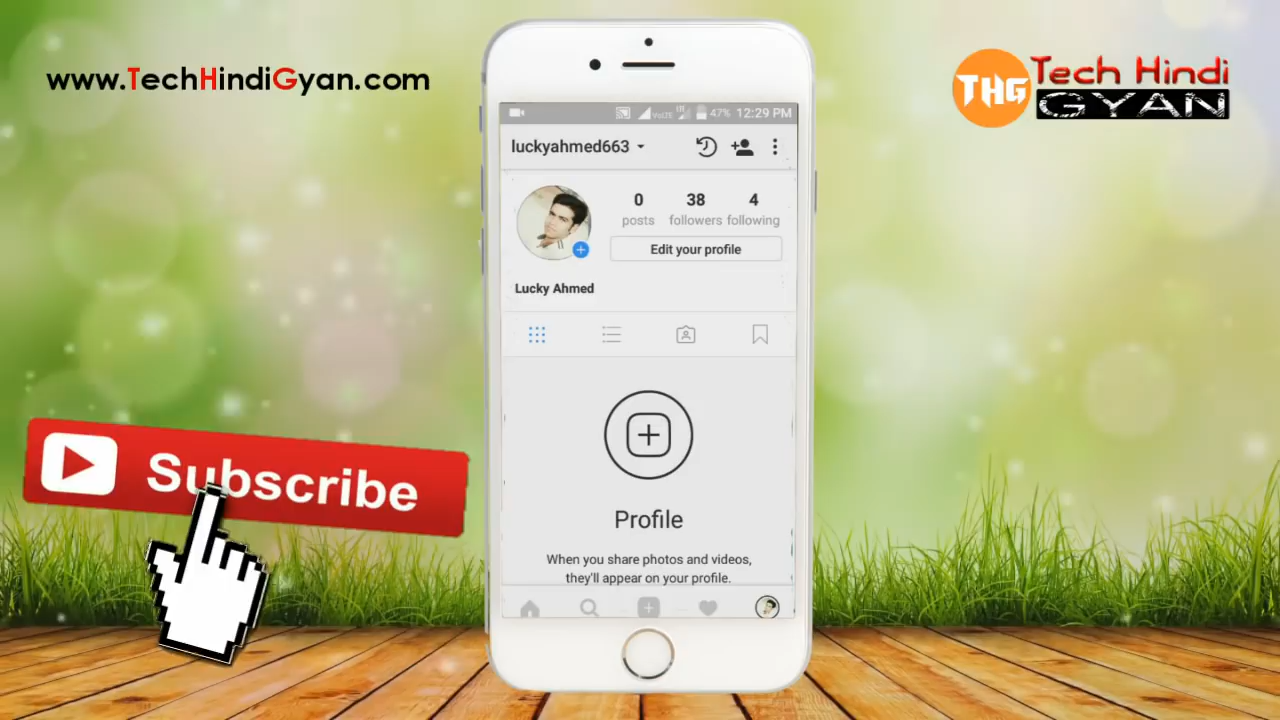 www.TechHindiGyan.com
THG
Tech Hindi
GYAN
VoLTE 47% 12:29 PM
luckyahmed663
0 38 4
posts followers following
Edit your profile
Lucky Ahmed
Profile
When you share photos and videos,
they'll appear on your profile.
Subscribe